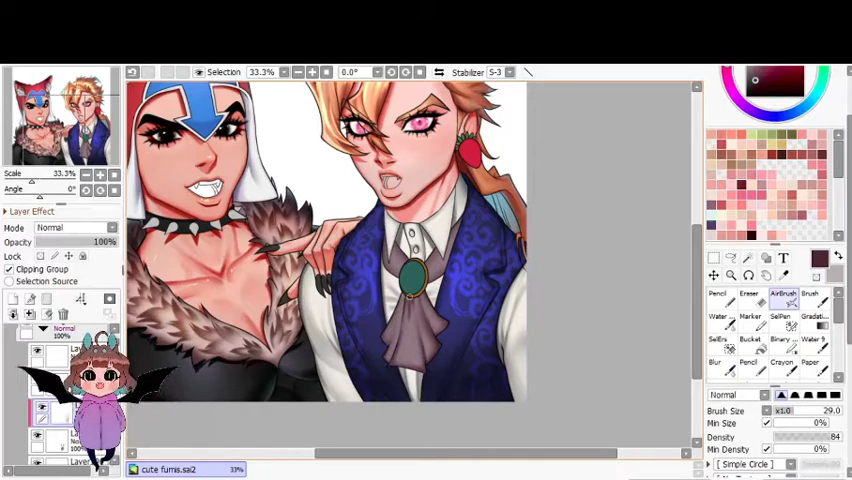 Selection 33.3% 0.0° Stabilizer S-3
Scale 33.3%
Angle 0°
Layer Effect
Mode Normal
Opacity 100%
Lock
Clipping Group
Selection Source
Normal
100%
T
Pencil Eraser AirBrush Brush
Water Marker SelPen Gradati
SelErs Bucket Binary Water 9
Blur Pencil Crayon Paper
Normal
Brush Size x1.0 29.0
Min Size 0%
Density 84
Min Density 0%
[ Simple Circle ]
cute fumis.sai2 33%